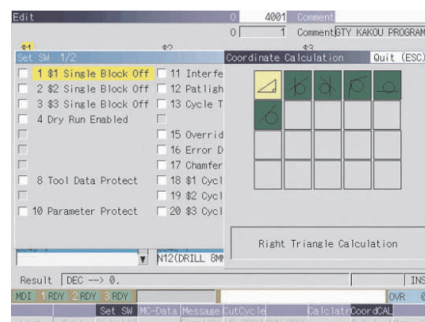 Edit 0 4001 Comment
0 1 Comment GTY KAKOU PROGRAM
$1 $2 $3
Set SW 1/2
Coordinate Calculation Quit (ESC)
1 $1 Single Block Off 11 Interfe
2 $2 Single Block Off 12 Patligh
3 $3 Single Block Off 13 Cycle T
4 Dry Run Enabled
15 Overrid
16 Error D
17 Chamfer
8 Tool Data Protect 18 $1 Cycl
19 $2 Cycl
10 Parameter Protect 20 $3 Cycl
Right Triangle Calculation
N12(DRILL 8M
Result DEC --> 0. INS
MDI 1 RDY 2 RDY 3 RDY OVR 0
Set SW MC-Data Message CutCycle Calclatr CoordCAL